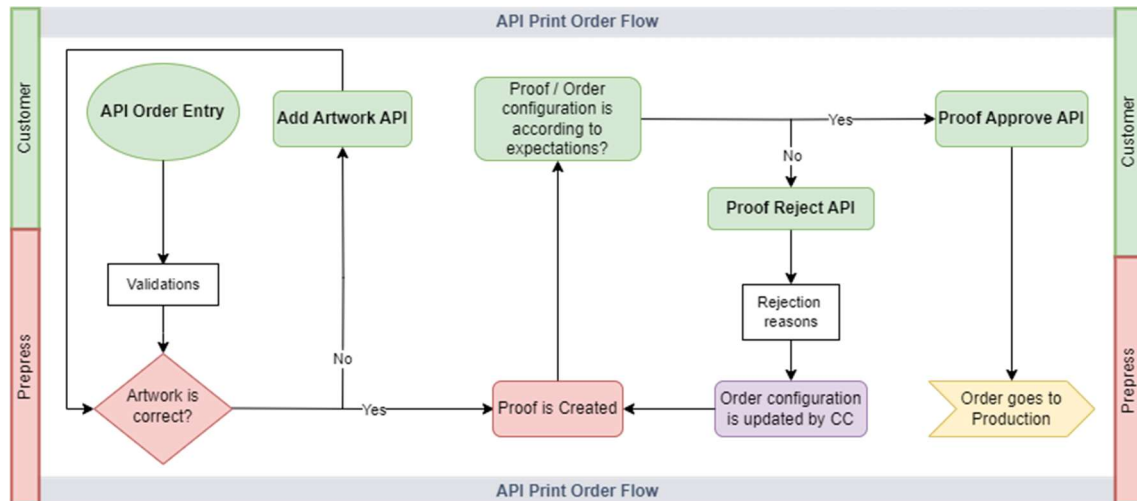 API Print Order Flow
Customer
Prepress
API Order Entry
Add Artwork API
Validations
Artwork is
correct?
No
Yes
Proof is Created
Proof / Order
configuration is
according to
expectations?
Yes
No
Proof Approve API
Proof Reject API
Rejection
reasons
Order configuration
is updated by CC
Order goes to
Production
Customer
Prepress
API Print Order Flow